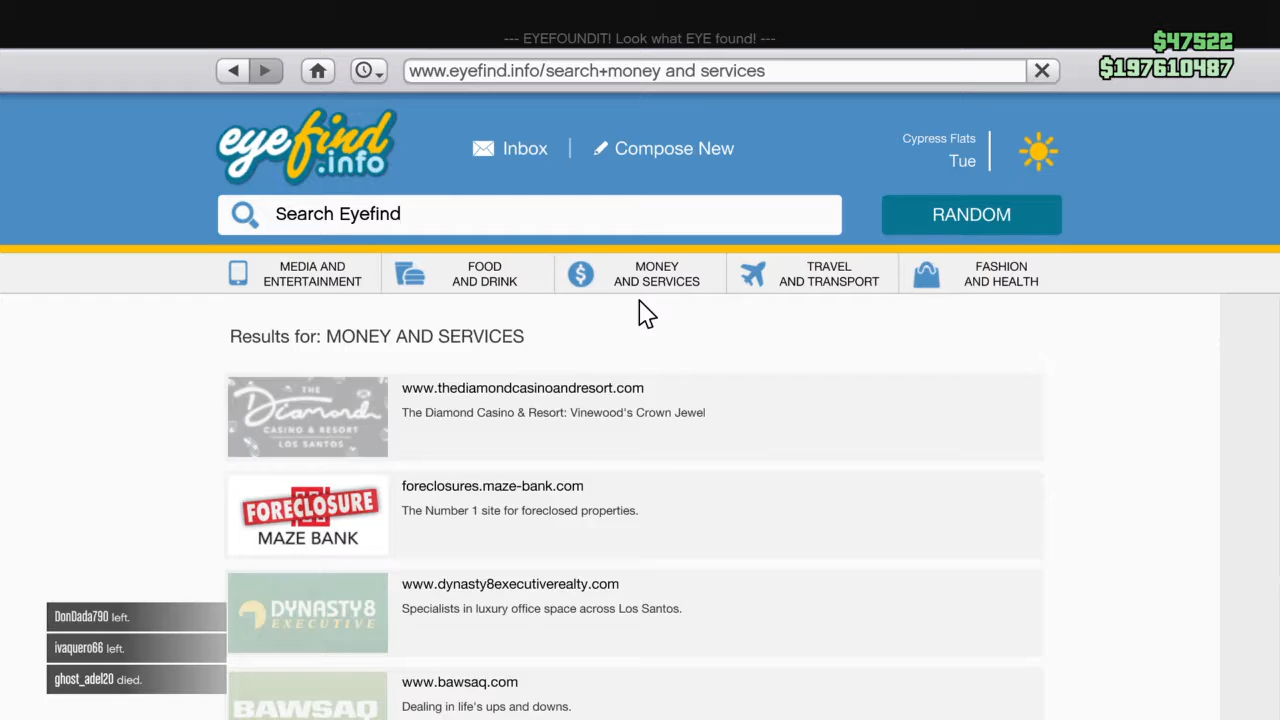 --- EYEFOUNDIT! Look what EYE found! ---
$47522
$197610487
www.eyefind.info/search+money and services
eyefind
.info
Inbox
Compose New
Cypress Flats
Tue
Search Eyefind
RANDOM
MEDIA AND
ENTERTAINMENT
FOOD
AND DRINK
MONEY
AND SERVICES
TRAVEL
AND TRANSPORT
FASHION
AND HEALTH
Results for: MONEY AND SERVICES
THE
Diamond
CASINO & RESORT
LOS SANTOS
www.thediamondcasinoandresort.com
The Diamond Casino & Resort: Vinewood's Crown Jewel
FORECLOSURE
MAZE BANK
foreclosures.maze-bank.com
The Number 1 site for foreclosed properties.
DYNASTY8
EXECUTIVE
www.dynasty8executiverealty.com
Specialists in luxury office space across Los Santos.
BAWSAQ
www.bawsaq.com
Dealing in life's ups and downs.
DonDada790 left.
ivaquero66 left.
ghost_adel20 died.